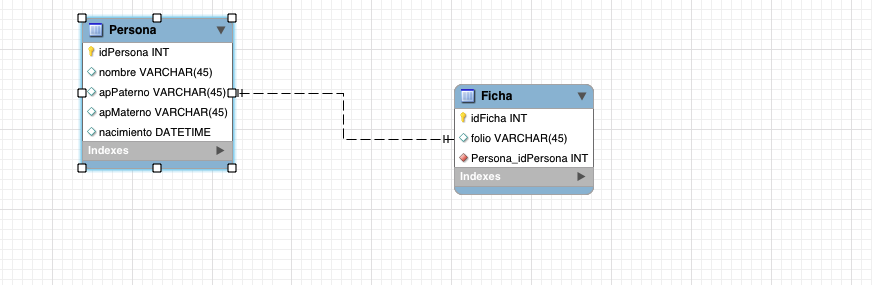 Persona
idPersona INT
nombre VARCHAR(45)
apPaterno VARCHAR(45)
apMaterno VARCHAR(45)
nacimiento DATETIME
Indexes
Ficha
idFicha INT
folio VARCHAR(45)
Persona_idPersona INT
Indexes